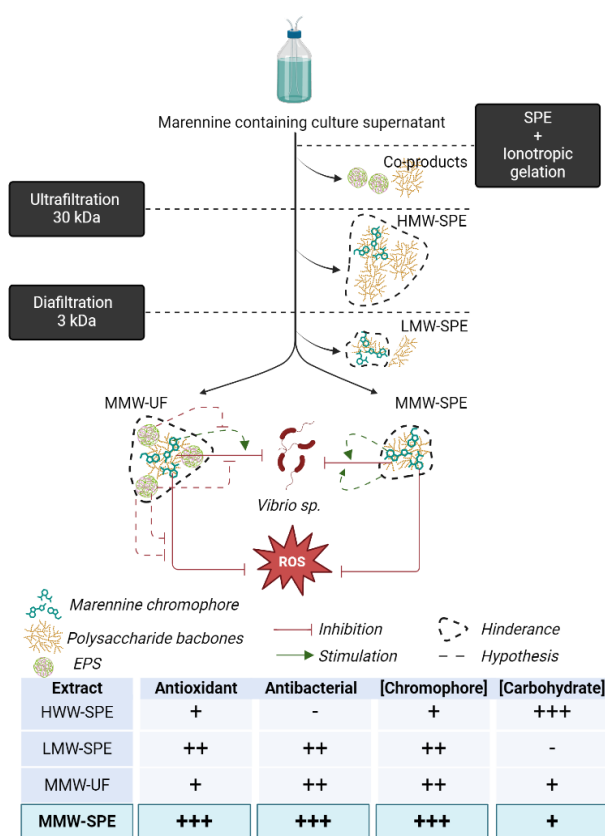 Marennine containing culture supernatant
SPE
+
Ionotropic
gelation
Co-products
Ultrafiltration
30 kDa
HMW-SPE
Diafiltration
3 kDa
LMW-SPE
MMW-UF
MMW-SPE
Vibrio sp.
ROS
Marennine chromophore
Polysaccharide backbones
EPS
Inhibition
Stimulation
Hinderance
Hypothesis
Extract Antioxidant Antibacterial [Chromophore] [Carbohydrate]
HWW-SPE + - + +++
LMW-SPE ++ ++ ++ -
MMW-UF + ++ ++ +
MMW-SPE +++ +++ +++ +